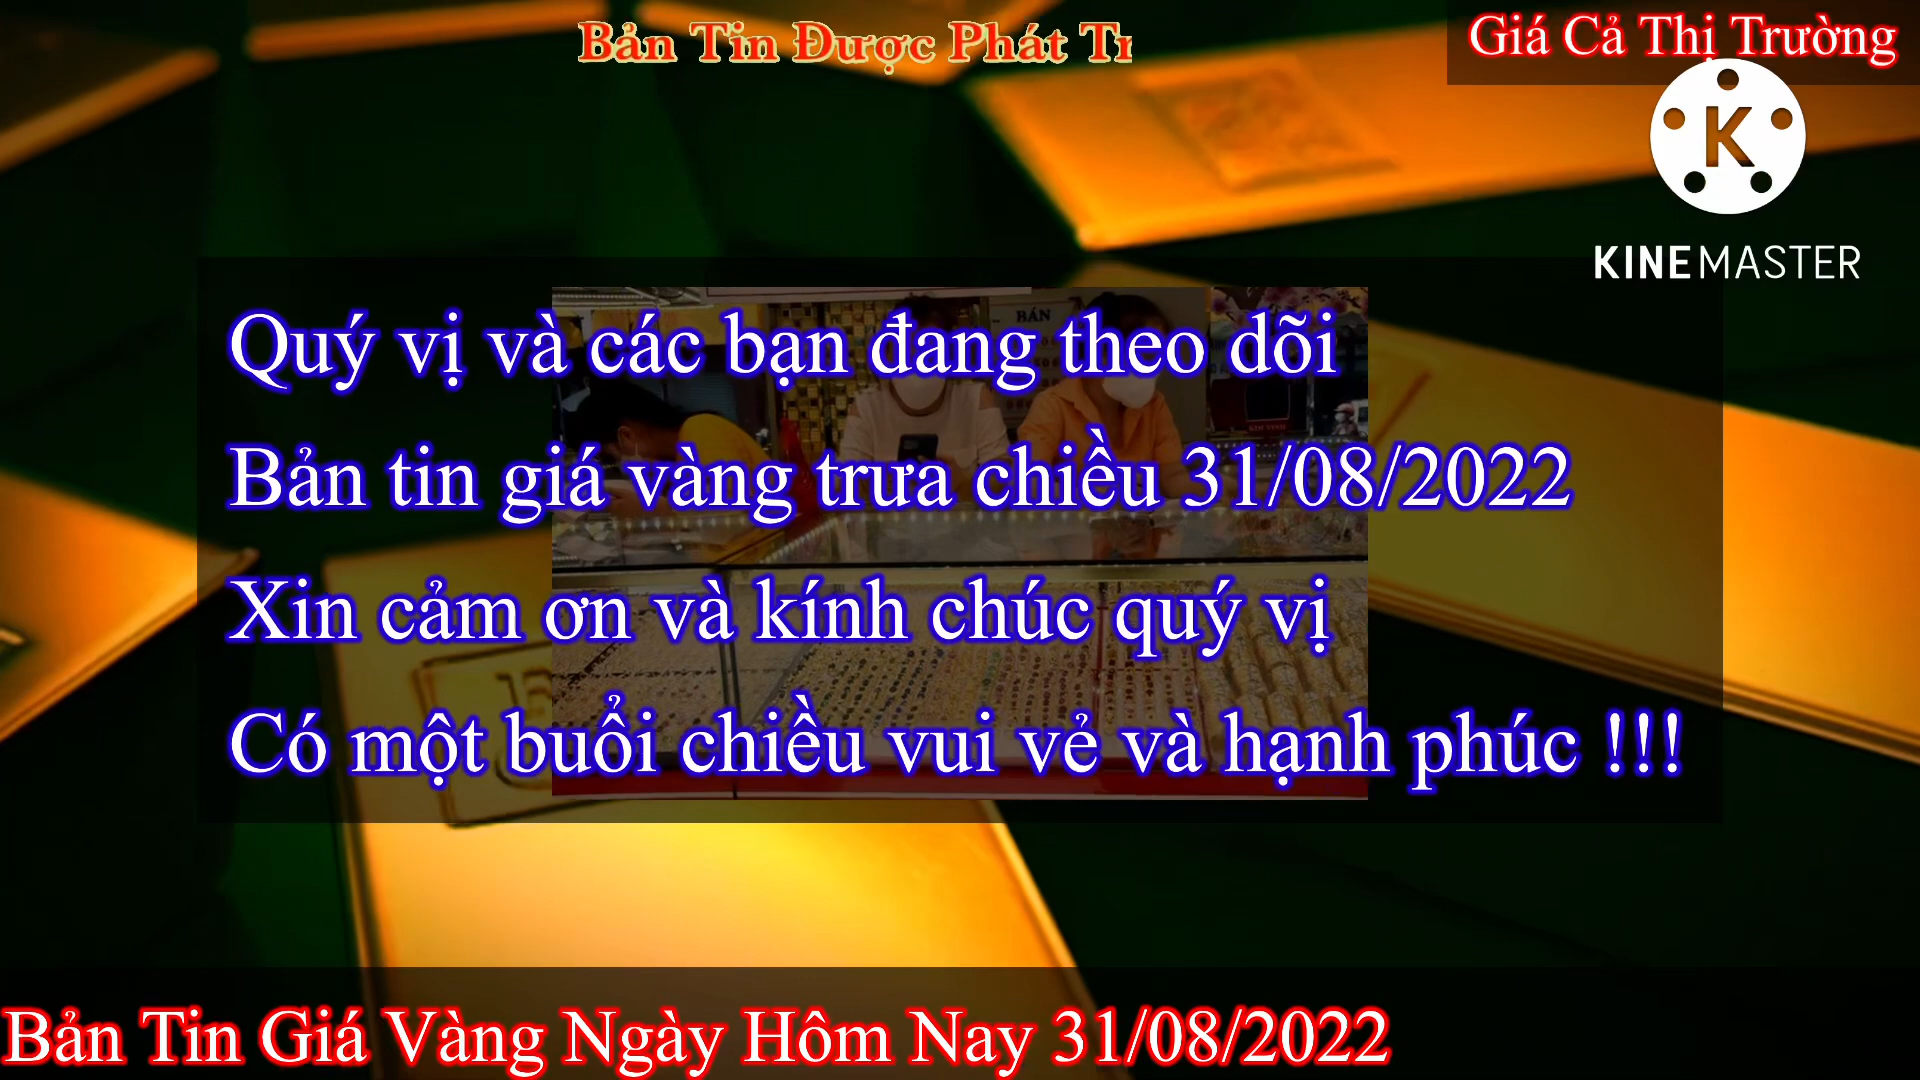 Bản Tin Được Phát
Giá Cả Thị Trường
K
KINEMASTER
BÁN
Quý vị và các bạn đang theo dõi
Bản tin giá vàng trưa chiều 31/08/2022
Xin cảm ơn và kính chúc quý vị
Có một buổi chiều vui vẻ và hạnh phúc !!!
Bản Tin Giá Vàng Ngày Hôm Nay 31/08/2022